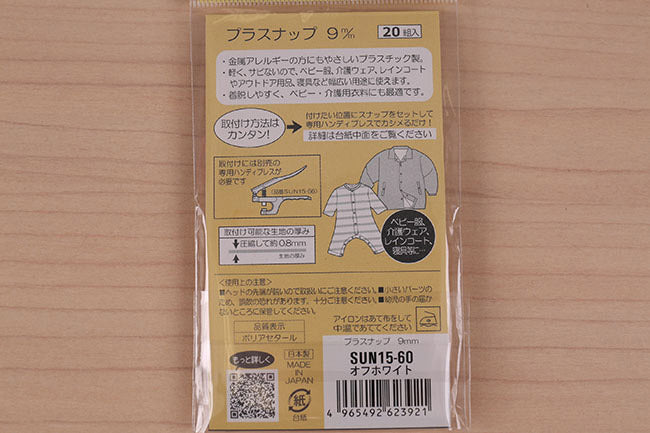 プラスナップ 9m/m 20組入
・金属アレルギーの方にもやさしいプラスチック製。
・軽く、サビないので、ベビー服、介護ウェア、レインコート
やアウトドア用品、寝具など幅広い用途に使えます。
・着脱しやすく、ベビー・介護用衣料にも最適です。
取付け方法は
カンタン!
付けたい位置にスナップをセットして
専用ハンディプレスでカシメるだけ!
詳細は台紙中面をご覧ください
取付けには別売の
専用ハンディプレスが
必要です
(品番SUN15-56)
取付け可能な生地の厚み
圧縮して約0.8mm
生地の厚み
ベビー服、
介護ウェア、
レインコート、
寝具等に…
<使用上の注意>
■ヘッドの先端が鋭いので取扱いにご注意ください。■小さいパーツの
ため、誤飲の恐れがあります。十分ご注意ください。■幼児の手の届か
ないところに保管してください。
品質表示
ポリアセタール
アイロンはあて布をして
中温であててください
もっと詳しく
日本製
MADE IN
JAPAN
紙
台紙
プラスナップ 9mm
SUN15-60
オフホワイト
4 965492 623921